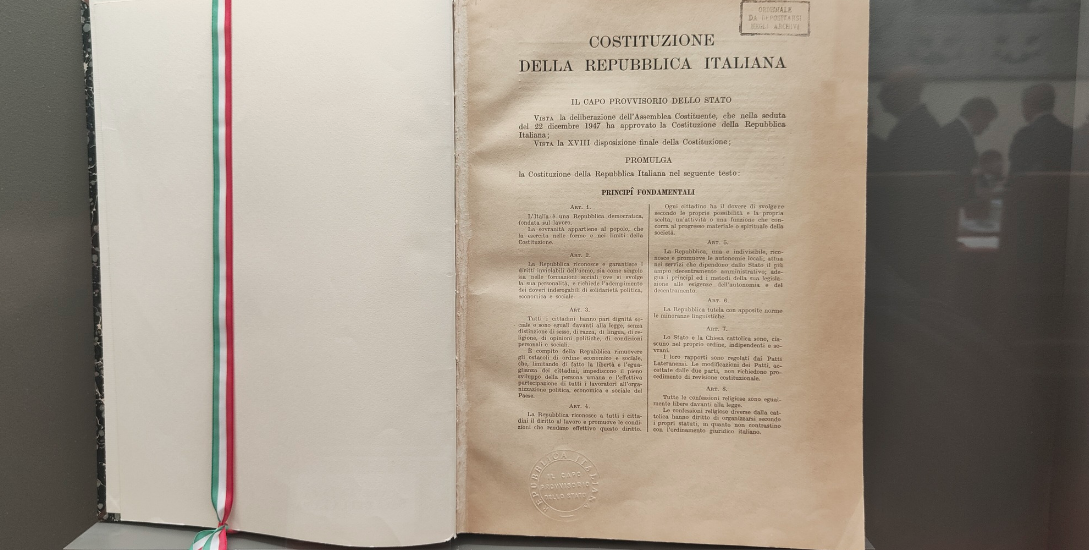 COSTITUZIONE
DELLA REPUBBLICA ITALIANA
IL CAPO PROVVISORIO DELLO STATO
VISTA la deliberazione dell'Assemblea Costituente, che nella seduta
del 22 dicembre 1947 ha approvato la Costituzione della Repubblica
Italiana;
VISTA la XVIII disposizione finale della Costituzione;
PROMULGA
la Costituzione della Repubblica Italiana nel seguente testo:
PRINCIPÎ FONDAMENTALI
ART. 1.
L'Italia è una Repubblica democratica,
fondata sul lavoro.
La sovranità appartiene al popolo, che
la esercita nelle forme e nei limiti della
Costituzione.
ART. 2.
La Repubblica riconosce e garantisce i
diritti inviolabili dell'uomo, sia come singolo
sia nelle formazioni sociali ove si svolge
la sua personalità, e richiede l'adempimento
dei doveri inderogabili di solidarietà politica,
economica e sociale.
ART. 3.
Tutti i cittadini hanno pari dignità so-
ciale e sono eguali davanti alla legge, senza
distinzione di sesso, di razza, di lingua, di re-
ligione, di opinioni politiche, di condizioni
personali e sociali.
È compito della Repubblica rimuovere
gli ostacoli di ordine economico e sociale,
che, limitando di fatto la libertà e l'egua-
glianza dei cittadini, impediscono il pieno
sviluppo della persona umana e l'effettiva
partecipazione di tutti i lavoratori all'orga-
nizzazione politica, economica e sociale del
Paese.
ART. 4.
La Repubblica riconosce a tutti i citta-
dini il diritto al lavoro e promuove le condi-
zioni che rendano effettivo questo diritto.
Ogni cittadino ha il dovere di svolgere
secondo le proprie possibilità e la propria
scelta, un'attività o una funzione che con-
corra al progresso materiale o spirituale della
società.
ART. 5.
La Repubblica, una e indivisibile, rico-
nosce e promuove le autonomie locali; attua
nei servizi che dipendono dallo Stato il più
ampio decentramento amministrativo; ade-
gua i principî ed i metodi della sua legisla-
zione alle esigenze dell'autonomia e del
decentramento.
ART. 6.
La Repubblica tutela con apposite norme
le minoranze linguistiche.
ART. 7.
Lo Stato e la Chiesa cattolica sono, cia-
scuno nel proprio ordine, indipendenti e so-
vrani.
I loro rapporti sono regolati dai Patti
Lateranensi. Le modificazioni dei Patti, ac-
cettate dalle due parti, non richiedono pro-
cedimento di revisione costituzionale.
ART. 8.
Tutte le confessioni religiose sono egual-
mente libere davanti alla legge.
Le confessioni religiose diverse dalla cat-
tolica hanno diritto di organizzarsi secondo
i propri statuti, in quanto non contrastino
con l'ordinamento giuridico italiano.
REPUBBLICA ITALIANA
IL CAPO
PROVVISORIO
DELLO STATO